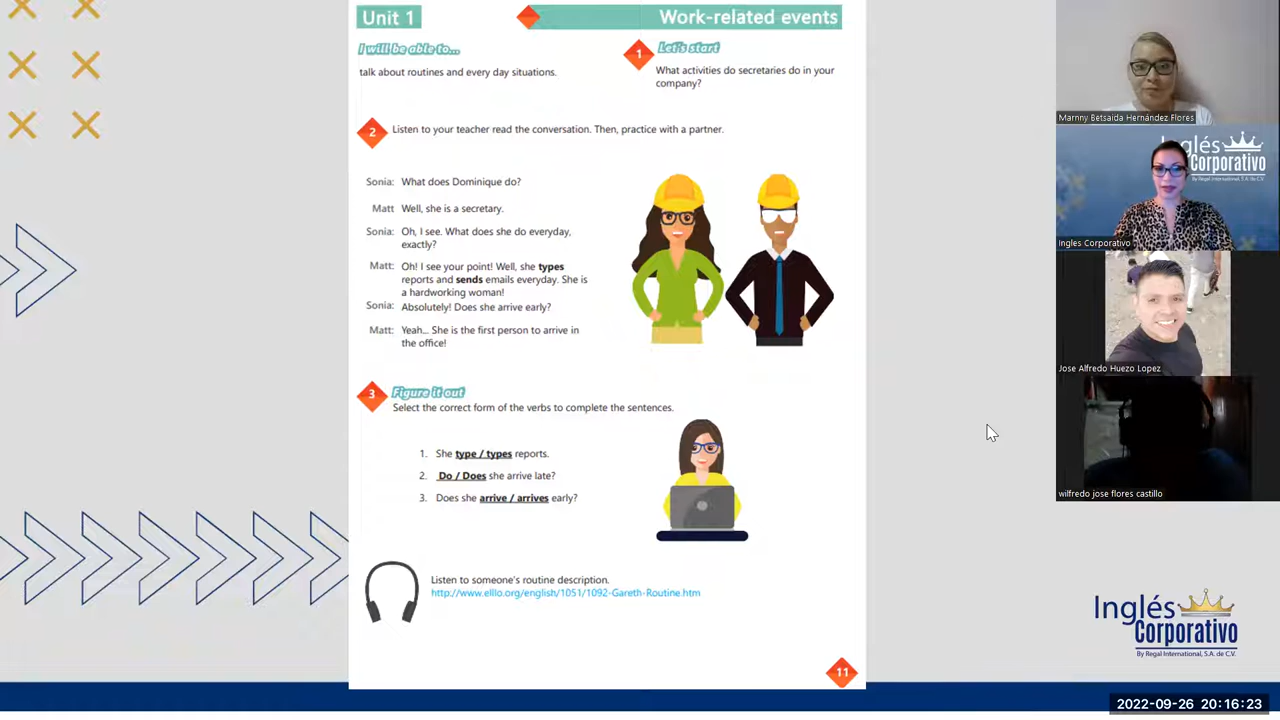 Unit 1
Work-related events
I will be able to...
talk about routines and every day situations.
1
Let's start
What activities do secretaries do in your
company?
2
Listen to your teacher read the conversation. Then, practice with a partner.
Sonia: What does Dominique do?
Matt Well, she is a secretary.
Sonia: Oh, I see. What does she do everyday,
exactly?
Matt: Oh! I see your point! Well, she types
reports and sends emails everyday. She is
a hardworking woman!
Sonia: Absolutely! Does she arrive early?
Matt: Yeah... She is the first person to arrive in
the office!
3
Figure it out
Select the correct form of the verbs to complete the sentences.
1. She type / types reports.
2. Do / Does she arrive late?
3. Does she arrive / arrives early?
Listen to someone's routine description.
http://www.elllo.org/english/1051/1092-Gareth-Routine.htm
11
Marnny Betsaida Hernández Flores
Inglés
Corporativo
By Regal International, S.A. de C.V.
Ingles Corporativo
Jose Alfredo Huezo Lopez
wilfredo jose flores castillo
Inglés
Corporativo
By Regal International, S.A. de C.V.
2022-09-26 20:16:23